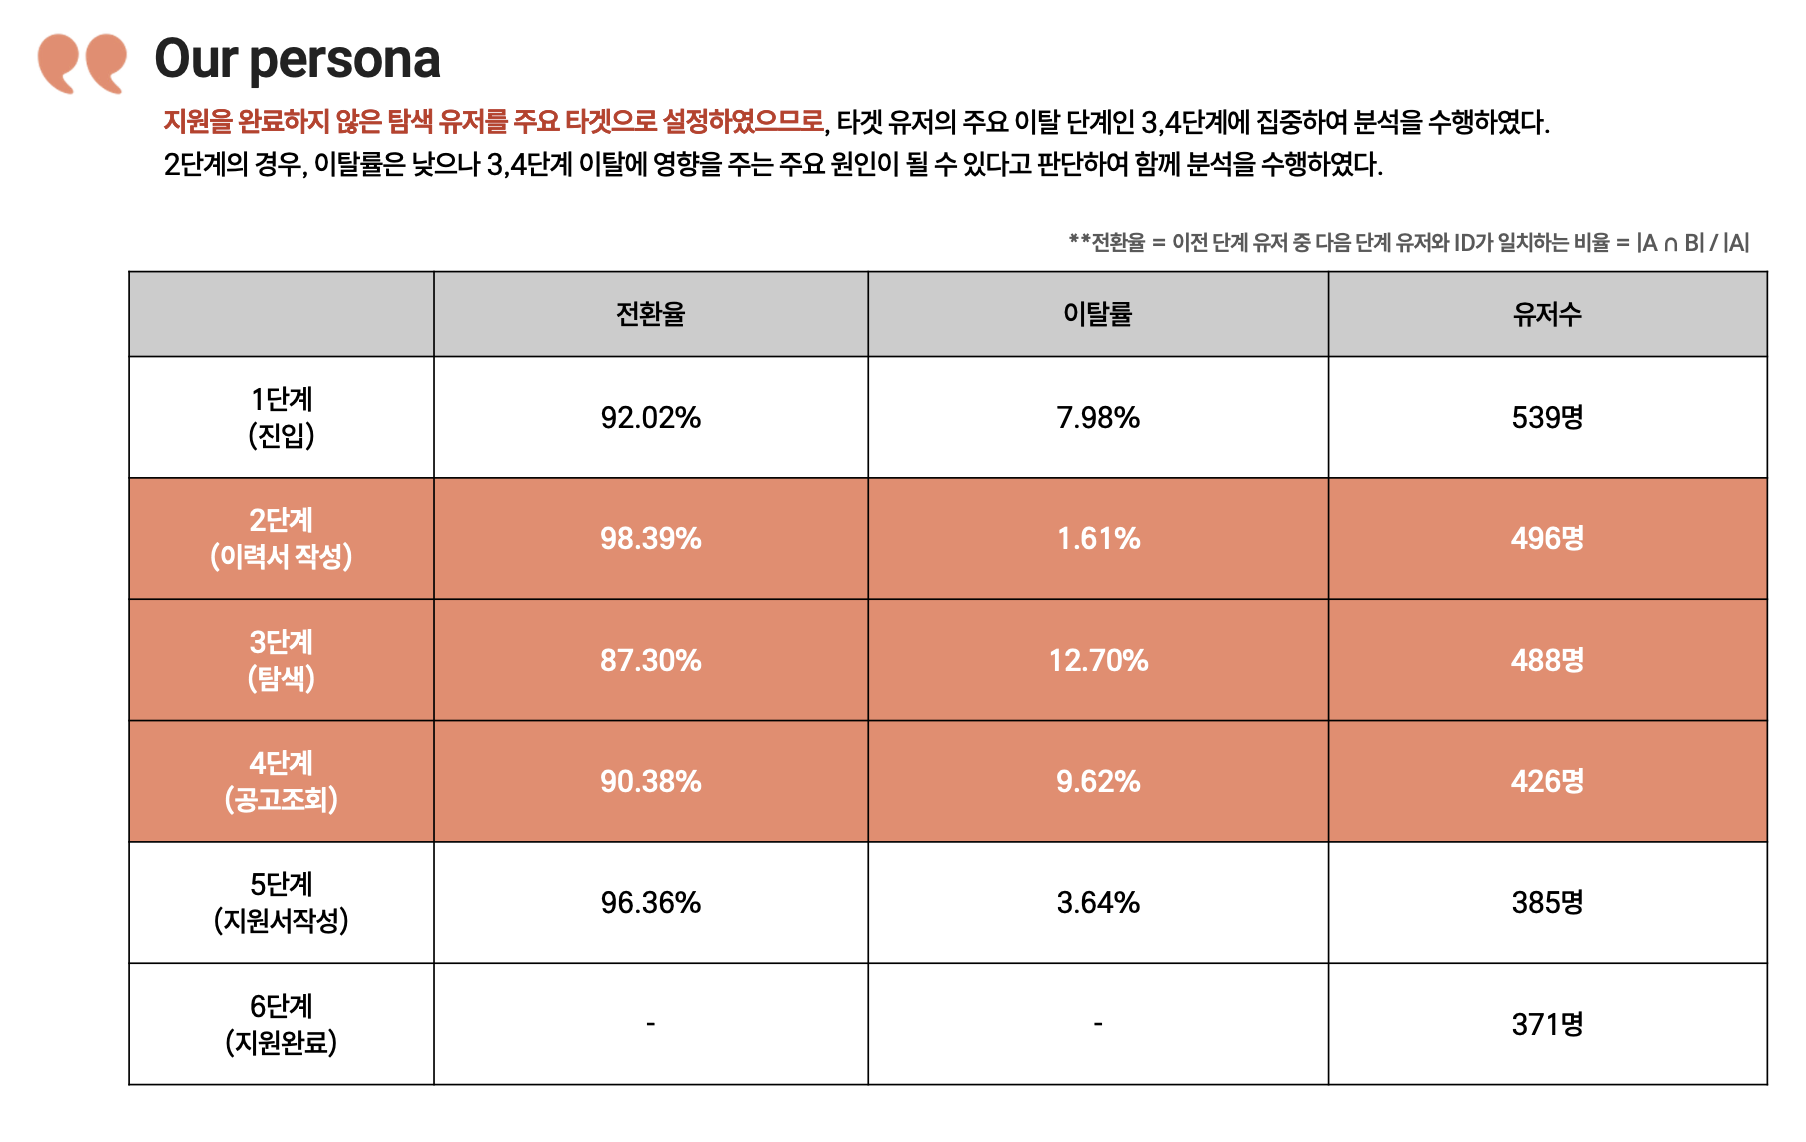 Our persona
지원을 완료하지 않은 탐색 유저를 주요 타겟으로 설정하였으므로, 타겟 유저의 주요 이탈 단계인 3,4단계에 집중하여 분석을 수행하였다.
2단계의 경우, 이탈률은 낮으나 3,4단계 이탈에 영향을 주는 주요 원인이 될 수 있다고 판단하여 함께 분석을 수행하였다.
**전환율 = 이전 단계 유저 중 다음 단계 유저와 ID가 일치하는 비율 = |A ∩ B| / |A|
전환율 이탈률 유저수
1단계
(진입) 92.02% 7.98% 539명
2단계
(이력서 작성) 98.39% 1.61% 496명
3단계
(탐색) 87.30% 12.70% 488명
4단계
(공고조회) 90.38% 9.62% 426명
5단계
(지원서작성) 96.36% 3.64% 385명
6단계
(지원완료) - - 371명